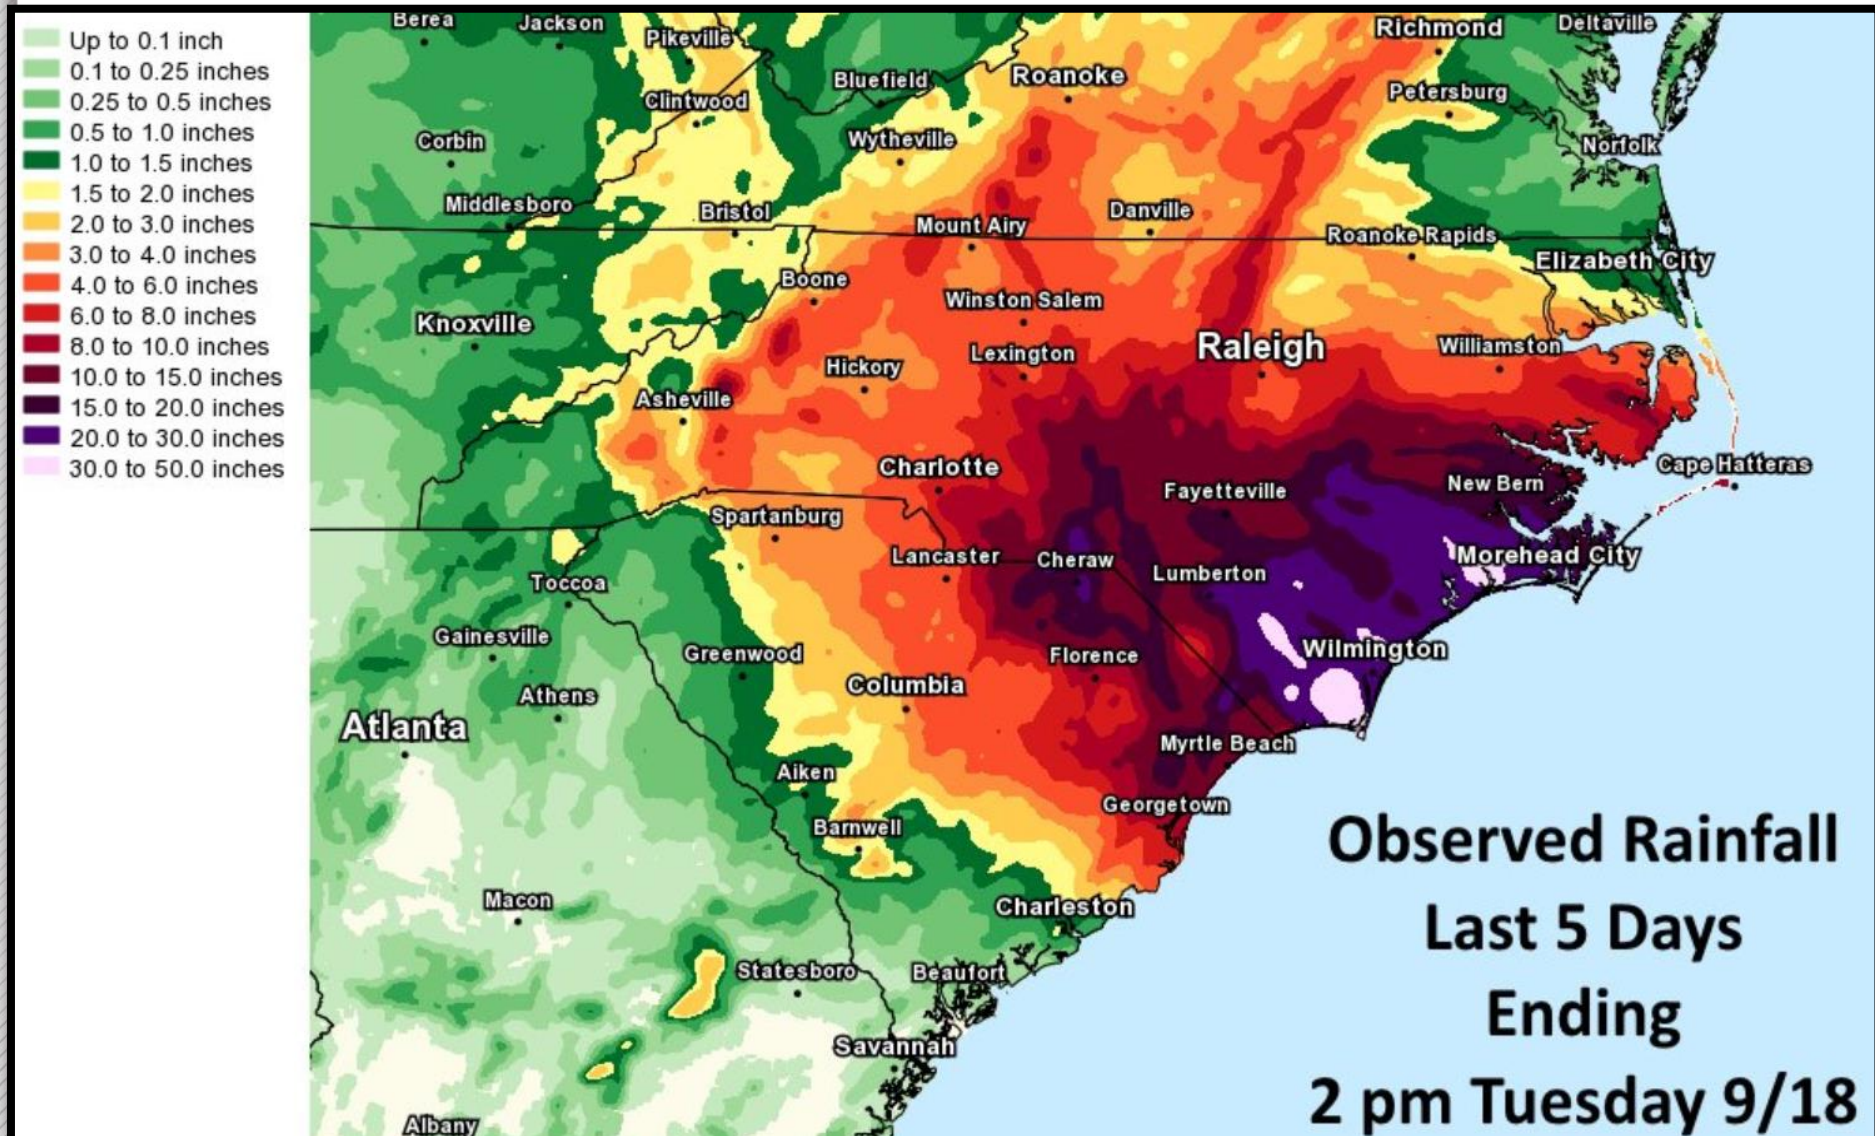 Up to 0.1 inch
0.1 to 0.25 inches
0.25 to 0.5 inches
0.5 to 1.0 inches
1.0 to 1.5 inches
1.5 to 2.0 inches
2.0 to 3.0 inches
3.0 to 4.0 inches
4.0 to 6.0 inches
6.0 to 8.0 inches
8.0 to 10.0 inches
10.0 to 15.0 inches
15.0 to 20.0 inches
20.0 to 30.0 inches
30.0 to 50.0 inches
Berea
Jackson
Pikeville
Richmond
Deltaville
Bluefield
Roanoke
Clintwood
Petersburg
Corbin
Wytheville
Norfolk
Middlesboro
Bristol
Mount Airy
Danville
Roanoke Rapids
Elizabeth City
Boone
Winston Salem
Knoxville
Hickory
Lexington
Raleigh
Williamston
Asheville
Charlotte
Cape Hatteras
Spartanburg
Fayetteville
New Bern
Lancaster
Cheraw
Lumberton
Morehead City
Toccoa
Gainesville
Greenwood
Florence
Wilmington
Athens
Columbia
Atlanta
Myrtle Beach
Aiken
Georgetown
Barnwell
Macon
Charleston
Statesboro
Beaufort
Savannah
Albany
Observed Rainfall
Last 5 Days
Ending
2 pm Tuesday 9/18